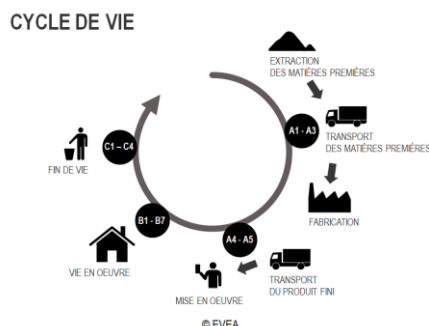 CYCLE DE VIE
EXTRACTION
DES MATIÈRES PREMIÈRES
A1 - A3
TRANSPORT
DES MATIÈRES PREMIÈRES
FABRICATION
A4 - A5
TRANSPORT
DU PRODUIT FINI
MISE EN OEUVRE
B1 - B7
VIE EN OEUVRE
C1 – C4
FIN DE VIE
© EVEA